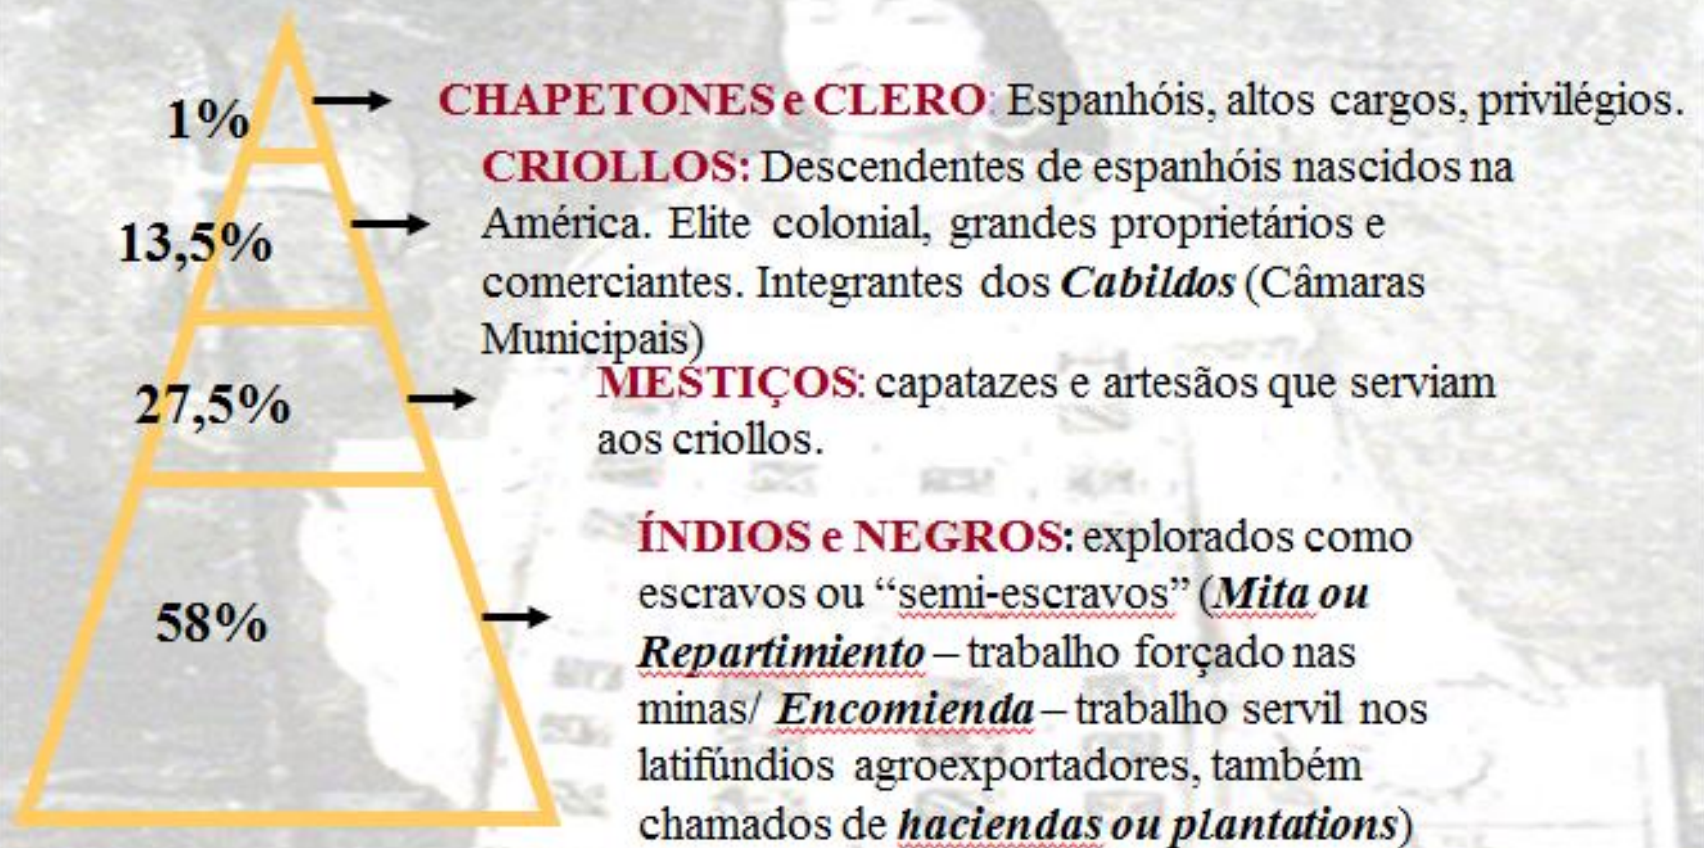 1%
CHAPETONES e CLERO: Espanhóis, altos cargos, privilégios.
13,5%
CRIOLLOS: Descendentes de espanhóis nascidos na
América. Elite colonial, grandes proprietários e
comerciantes. Integrantes dos Cabildos (Câmaras
Municipais)
27,5%
MESTIÇOS: capatazes e artesãos que serviam
aos criollos.
58%
ÍNDIOS e NEGROS: explorados como
escravos ou “semi-escravos” (Mita ou
Repartimiento – trabalho forçado nas
minas/ Encomienda – trabalho servil nos
latifúndios agroexportadores, também
chamados de haciendas ou plantations)